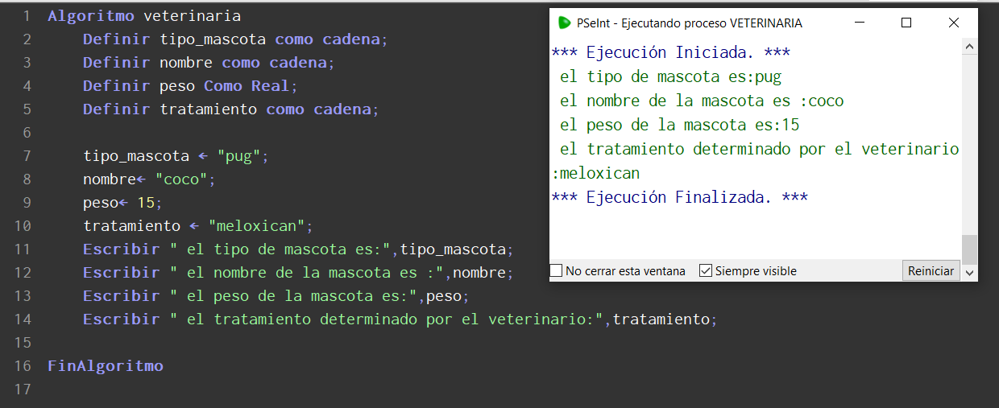 1 Algoritmo veterinaria
2 Definir tipo_mascota como cadena;
3 Definir nombre como cadena;
4 Definir peso Como Real;
5 Definir tratamiento como cadena;
6
7 tipo_mascota ← "pug";
8 nombre← "coco";
9 peso← 15;
10 tratamiento ← "meloxican";
11 Escribir " el tipo de mascota es:",tipo_mascota;
12 Escribir " el nombre de la mascota es :",nombre;
13 Escribir " el peso de la mascota es:",peso;
14 Escribir " el tratamiento determinado por el veterinario:",tratamiento;
15
16 FinAlgoritmo
17
PSeInt - Ejecutando proceso VETERINARIA
*** Ejecución Iniciada. ***
el tipo de mascota es:pug
el nombre de la mascota es :coco
el peso de la mascota es:15
el tratamiento determinado por el veterinario
:meloxican
*** Ejecución Finalizada. ***
No cerrar esta ventana Siempre visible Reiniciar